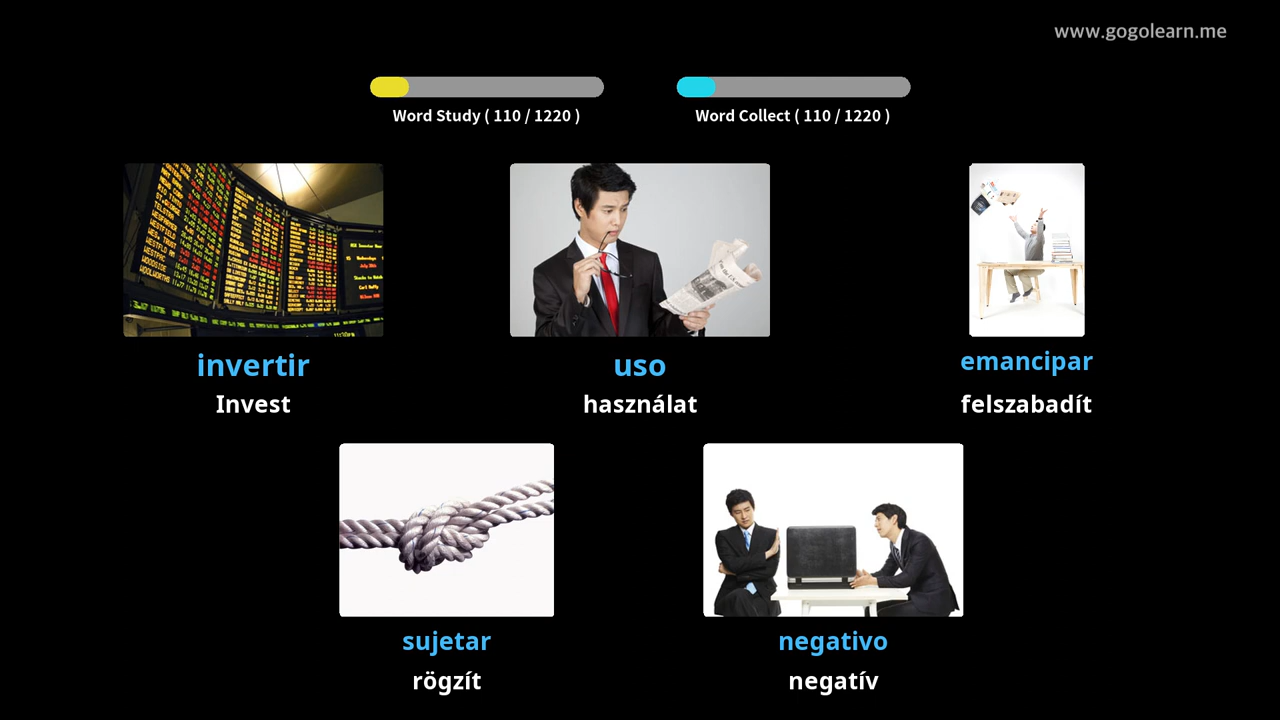 www.gogolearn.me
Word Study ( 110 / 1220 )
Word Collect ( 110 / 1220 )
invertir
Invest
uso
használat
emancipar
felszabadít
sujetar
rögzít
negativo
negatív